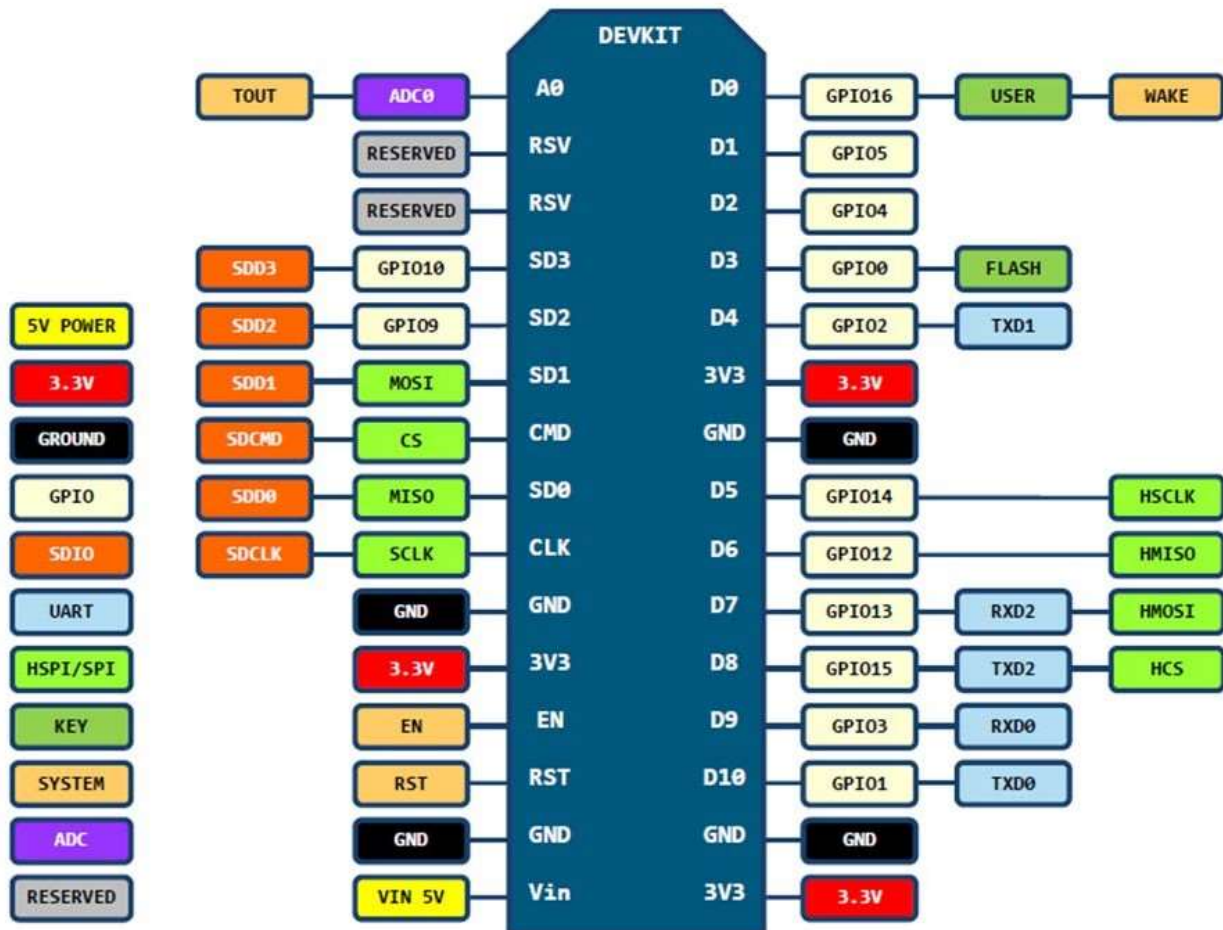 DEVKIT
TOUT ADC0 A0 D0 GPIO16 USER WAKE
RESERVED RSV D1 GPIO5
RESERVED RSV D2 GPIO4
SDD3 GPIO10 SD3 D3 GPIO0 FLASH
5V POWER SDD2 GPIO9 SD2 D4 GPIO2 TXD1
3.3V SDD1 MOSI SD1 3V3 3.3V
GROUND SDCMD CS CMD GND GND
GPIO SDD0 MISO SD0 D5 GPIO14 HSCLK
SDIO SDCLK SCLK CLK D6 GPIO12 HMISO
UART GND GND D7 GPIO13 RXD2 HMOSI
HSPI/SPI 3.3V 3V3 D8 GPIO15 TXD2 HCS
KEY EN EN D9 GPIO3 RXD0
SYSTEM RST RST D10 GPIO1 TXD0
ADC GND GND GND GND
RESERVED VIN 5V Vin 3V3 3.3V